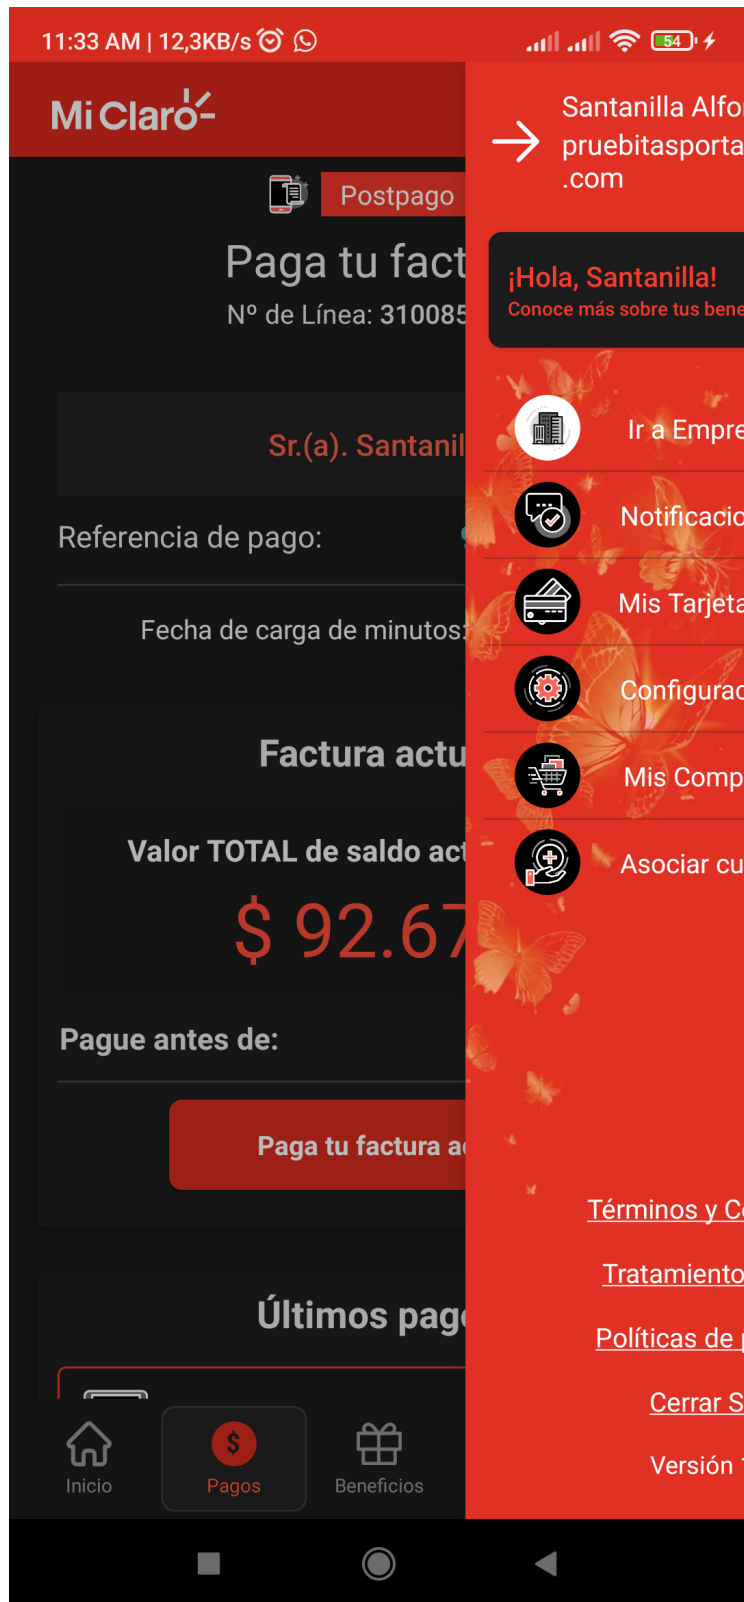 11:33 AM | 12,3KB/s
54
Mi Claro
Postpago
Paga tu fact
Nº de Línea: 310085
Sr.(a). Santanil
Referencia de pago:
Fecha de carga de minutos:
Factura actu
Valor TOTAL de saldo act
$ 92.67
Pague antes de:
Paga tu factura a
Últimos pag
Inicio
Pagos
Beneficios
Santanilla Alfo
pruebitasporta
.com
¡Hola, Santanilla!
Conoce más sobre tus bene
Ir a Empre
Notificacio
Mis Tarjeta
Configurac
Mis Comp
Asociar cu
Términos y C
Tratamiento
Políticas de
Cerrar S
Versión 1